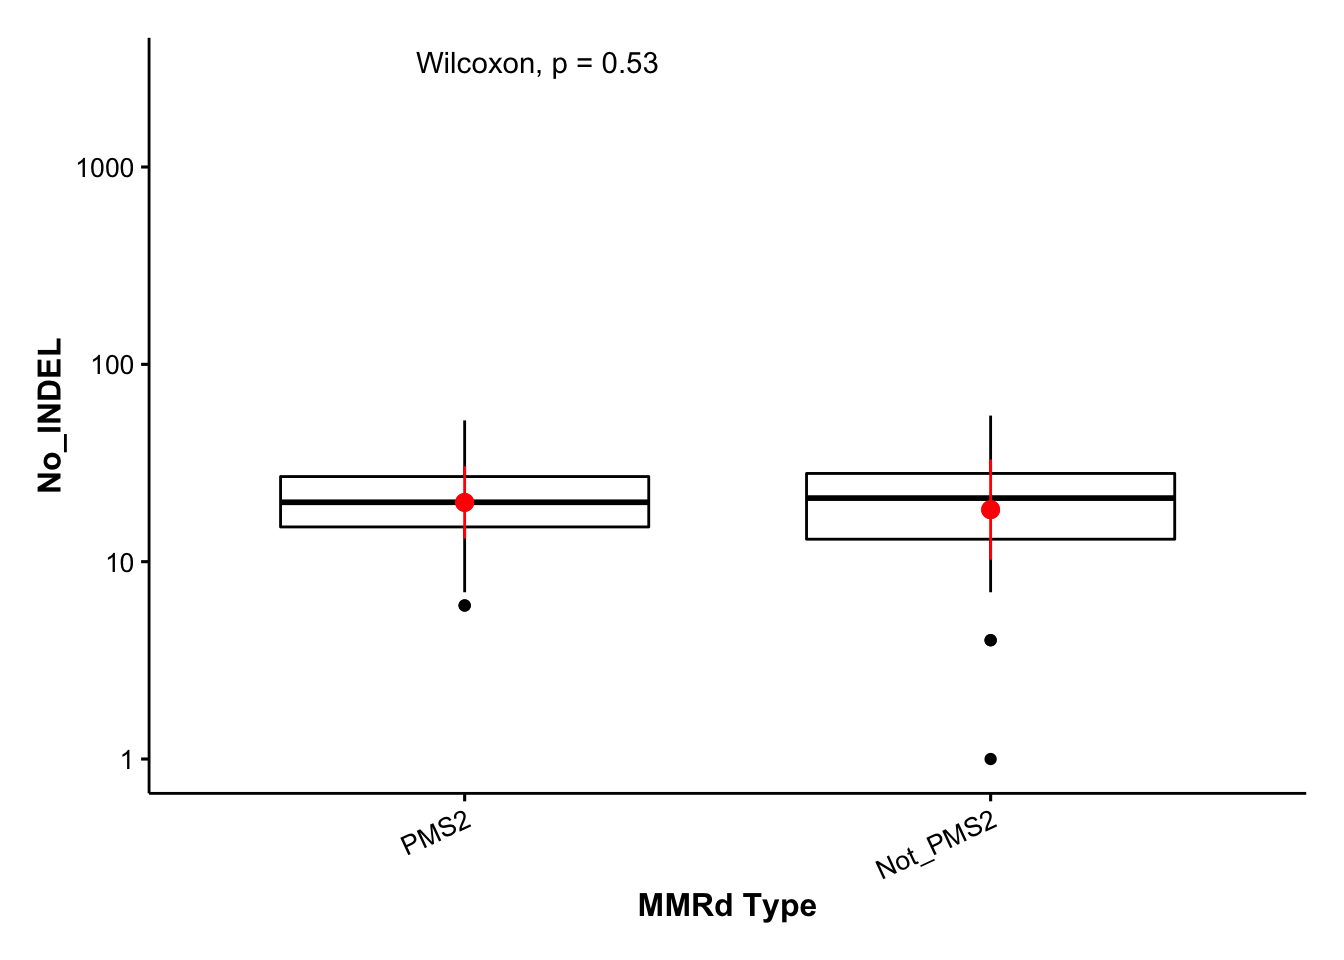 Wilcoxon, p = 0.53
1000
100
10
1
No_INDEL
PMS2
Not_PMS2
MMRd Type